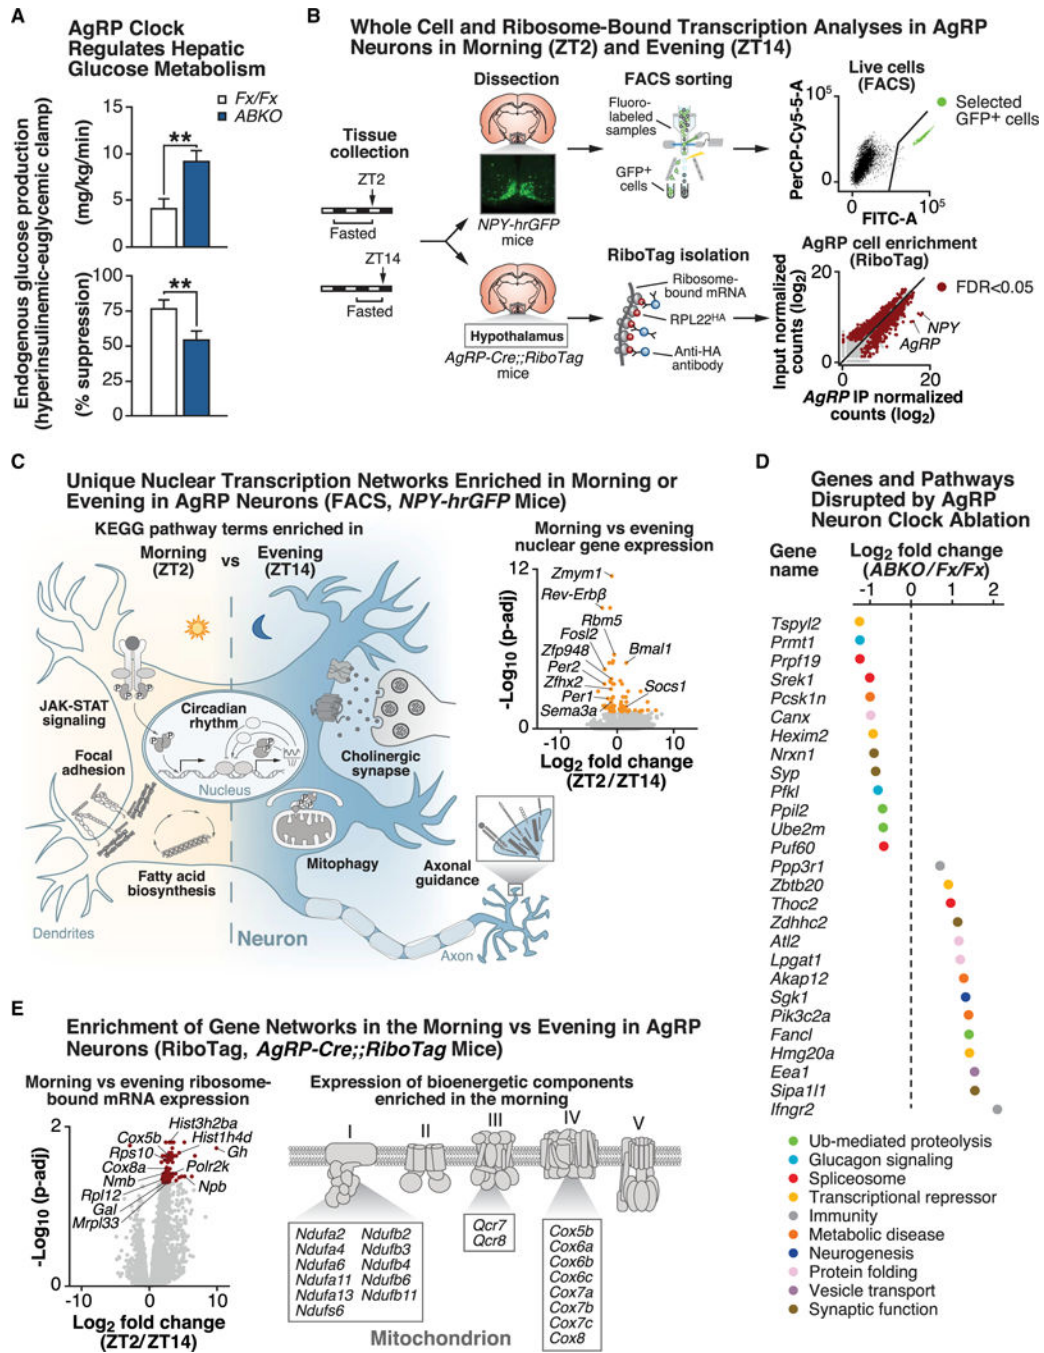 A
AgRP Clock
Regulates Hepatic
Glucose Metabolism
Endogenous glucose production
(hyperinsulinemic-euglycemic clamp)
(mg/kg/min)
15
10
5
0
**
Fx/Fx
ABKO
(% suppression)
100
75
50
25
0
**
B
Whole Cell and Ribosome-Bound Transcription Analyses in AgRP
Neurons in Morning (ZT2) and Evening (ZT14)
Tissue
collection
ZT2
Fasted
ZT14
Fasted
Dissection
NPY-hrGFP
mice
Hypothalamus
AgRP-Cre;;RiboTag
mice
FACS sorting
Fluoro-
labeled
samples
GFP+
cells
RiboTag isolation
Ribosome-
bound mRNA
RPL22HA
Anti-HA
antibody
Live cells
(FACS)
10⁵
PerCP-Cy5-5-A
FITC-A
10⁵
Selected
GFP+ cells
AgRP cell enrichment
(RiboTag)
Input normalized
counts (log₂)
20
10
0
0
20
FDR<0.05
NPY
AgRP
AgRP IP normalized
counts (log₂)
C
Unique Nuclear Transcription Networks Enriched in Morning or
Evening in AgRP Neurons (FACS, NPY-hrGFP Mice)
KEGG pathway terms enriched in
Morning
(ZT2)
vs
Evening
(ZT14)
P
P
P
P
JAK-STAT
signaling
P
P
Circadian
rhythm
P
P
Nucleus
Focal
adhesion
Fatty acid
biosynthesis
Cholinergic
synapse
Mitophagy
Axonal
guidance
Dendrites
Neuron
Axon
Morning vs evening
nuclear gene expression
-Log₁₀ (p-adj)
12
0
Zmym1
Rev-Erbβ
Rbm5
Fosl2
Zfp948
Bmal1
Per2
Zfhx2
Per1
Socs1
Sema3a
-10
0
10
Log₂ fold change
(ZT2/ZT14)
D
Genes and Pathways
Disrupted by AgRP
Neuron Clock Ablation
Gene
name
Log₂ fold change
(ABKO/Fx/Fx)
-1
0
1
2
Tspyl2
Prmt1
Prpf19
Srek1
Pcsk1n
Canx
Hexim2
Nrxn1
Syp
Pfkl
Ppil2
Ube2m
Puf60
Ppp3r1
Zbtb20
Thoc2
Zdhhc2
Atl2
Lpgat1
Akap12
Sgk1
Pik3c2a
Fancl
Hmg20a
Eea1
Sipa1l1
Ifngr2
Ub-mediated proteolysis
Glucagon signaling
Spliceosome
Transcriptional repressor
Immunity
Metabolic disease
Neurogenesis
Protein folding
Vesicle transport
Synaptic function
E
Enrichment of Gene Networks in the Morning vs Evening in AgRP
Neurons (RiboTag, AgRP-Cre;;RiboTag Mice)
Morning vs evening ribosome-
bound mRNA expression
-Log₁₀ (p-adj)
2
0
Hist3h2ba
Cox5b
Hist1h4d
Rps10
Gh
Cox8a
Polr2k
Nmb
Rpl12
Npb
Gal
Mrpl33
-10
0
10
Log₂ fold change
(ZT2/ZT14)
Expression of bioenergetic components
enriched in the morning
I
II
III
IV
V
Ndufa2 Ndufb2
Ndufa4 Ndufb3
Ndufa6 Ndufb4
Ndufa11 Ndufb6
Ndufa13 Ndufb11
Ndufs6
Qcr7
Qcr8
Cox5b
Cox6a
Cox6b
Cox6c
Cox7a
Cox7b
Cox7c
Cox8
Mitochondrion